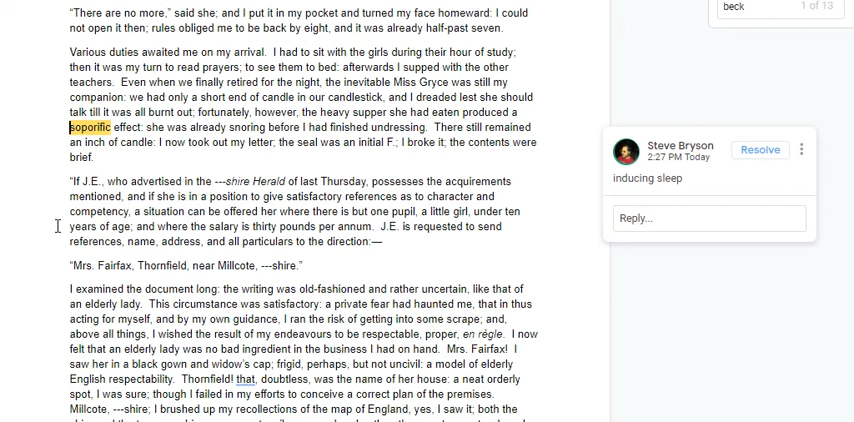 “There are no more,” said she; and I put it in my pocket and turned my face homeward: I could
not open it then; rules obliged me to be back by eight, and it was already half-past seven.
Various duties awaited me on my arrival.  I had to sit with the girls during their hour of study;
then it was my turn to read prayers; to see them to bed: afterwards I supped with the other
teachers.  Even when we finally retired for the night, the inevitable Miss Gryce was still my
companion: we had only a short end of candle in our candlestick, and I dreaded lest she should
talk till it was all burnt out; fortunately, however, the heavy supper she had eaten produced a
soporific effect: she was already snoring before I had finished undressing.  There still remained
an inch of candle: I now took out my letter; the seal was an initial F.; I broke it; the contents were
brief.
“If J.E., who advertised in the ---shire Herald of last Thursday, possesses the acquirements
mentioned, and if she is in a position to give satisfactory references as to character and
competency, a situation can be offered her where there is but one pupil, a little girl, under ten
years of age; and where the salary is thirty pounds per annum.  J.E. is requested to send
references, name, address, and all particulars to the direction:—
“Mrs. Fairfax, Thornfield, near Millcote, ---shire.”
I examined the document long: the writing was old-fashioned and rather uncertain, like that of
an elderly lady.  This circumstance was satisfactory: a private fear had haunted me, that in thus
acting for myself, and by my own guidance, I ran the risk of getting into some scrape; and,
above all things, I wished the result of my endeavours to be respectable, proper, en règle.  I now
felt that an elderly lady was no bad ingredient in the business I had on hand.  Mrs. Fairfax!  I
saw her in a black gown and widow’s cap; frigid, perhaps, but not uncivil: a model of elderly
English respectability.  Thornfield! that, doubtless, was the name of her house: a neat orderly
spot, I was sure; though I failed in my efforts to conceive a correct plan of the premises.
Millcote, ---shire; I brushed up my recollections of the map of England, yes, I saw it; both the
beck
1 of 13
Steve Bryson
2:27 PM Today
Resolve
inducing sleep
Reply...